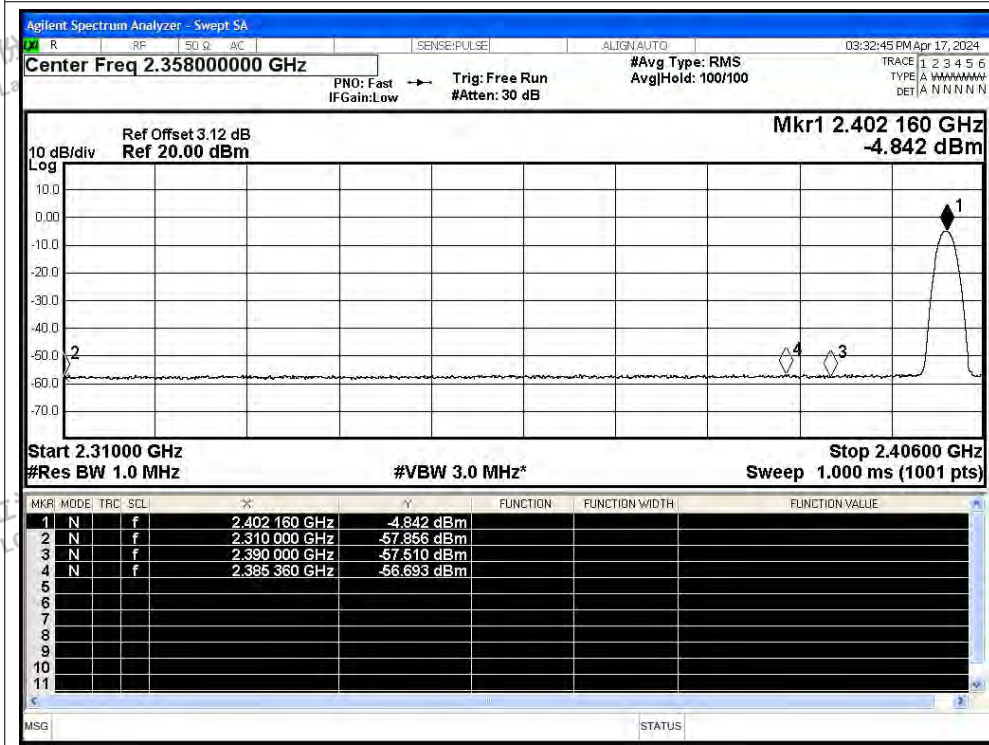 Agilent Spectrum Analyzer - Swept SA
R RF 50 Ω AC SENSE:PULSE ALIGN AUTO 03:32:45 PM Apr 17, 2024
Center Freq 2.358000000 GHz
PNO: Fast
IFGain:Low
Trig: Free Run
#Atten: 30 dB
#Avg Type: RMS
Avg|Hold: 100/100
TRACE 1 2 3 4 5 6
TYPE A WWWWW
DET A N N N N N
Mkr1 2.402 160 GHz
-4.842 dBm
Ref Offset 3.12 dB
10 dB/div Ref 20.00 dBm
Log
10.0
0.00
-10.0
-20.0
-30.0
-40.0
-50.0
-60.0
-70.0
1
2
4
3
Start 2.31000 GHz Stop 2.40600 GHz
#Res BW 1.0 MHz #VBW 3.0 MHz* Sweep 1.000 ms (1001 pts)
MKR MODE TRC SCL X Y FUNCTION FUNCTION WIDTH FUNCTION VALUE
1 N f 2.402 160 GHz -4.842 dBm
2 N f 2.310 000 GHz -57.856 dBm
3 N f 2.390 000 GHz -57.510 dBm
4 N f 2.385 360 GHz -56.693 dBm
5
6
7
8
9
10
11
MSG STATUS